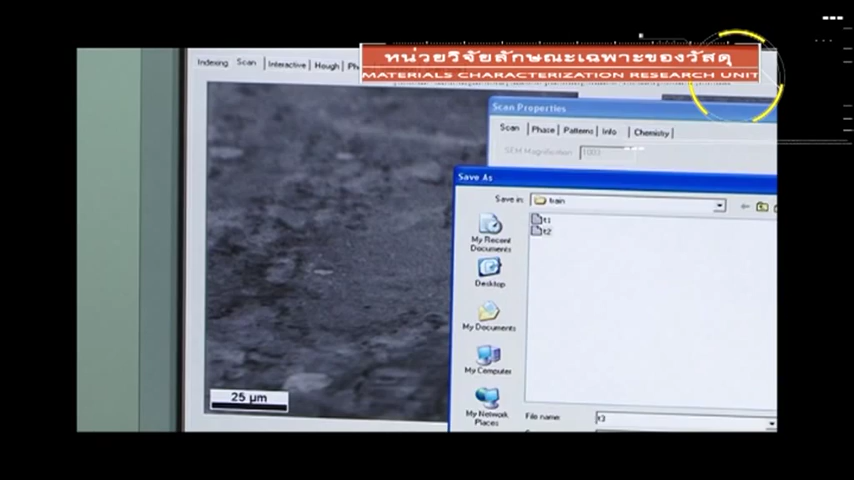 หน่วยวิจัยลักษณะเฉพาะของวัสดุ
MATERIALS CHARACTERIZATION RESEARCH UNIT
Indexing Scan Interactive Hough
Scan Properties
Scan Phase Patterns Info Chemistry
SEM Magnification
Save As
Save in: train
t1
t2
My Recent
Documents
Desktop
My Documents
My Computer
My Network
Places
File name: t3
25 µm